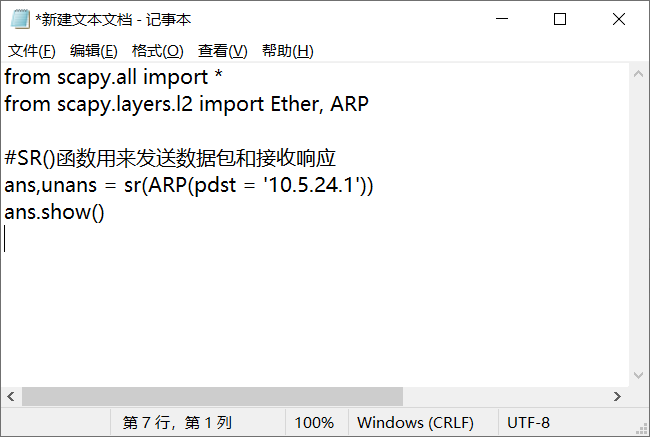 *新建文本文档 - 记事本
文件(F) 编辑(E) 格式(O) 查看(V) 帮助(H)
from scapy.all import *
from scapy.layers.l2 import Ether, ARP
#SR()函数用来发送数据包和接收响应
ans,unans = sr(ARP(pdst = '10.5.24.1'))
ans.show()
第 7 行，第 1 列 100% Windows (CRLF) UTF-8